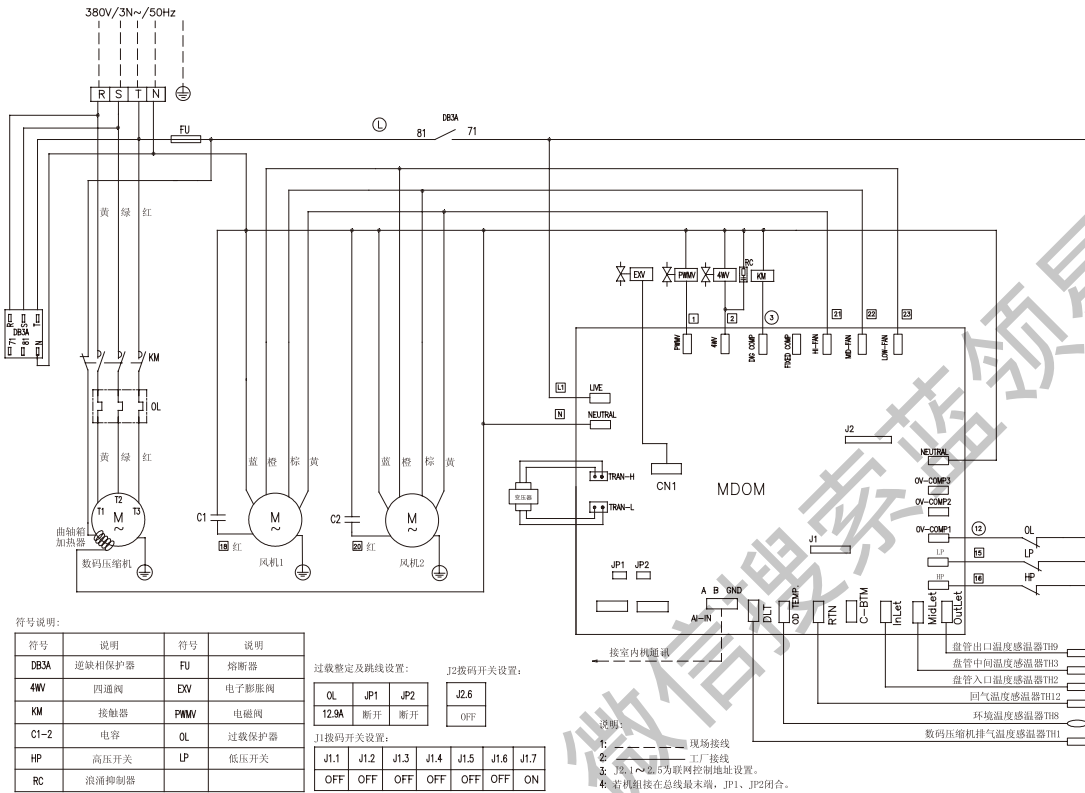 380V/3N~/50Hz
R S T N
FU
L
81
DB3A
71
黄 绿 红
R S T
DB3A
71 81 N
KM
OL
黄 绿 红
T1 T2 T3
M
~
曲轴箱
加热器
数码压缩机
蓝 橙 棕 黄
C1
18 红
M
~
风机1
蓝 橙 棕 黄
C2
20 红
M
~
风机2
EXV
PWMV
4WV
RC
KM
1
2
3
21
22
23
PWMV
4WV
DIG COMP
FIXED COMP
HI-FAN
MID-FAN
LOW-FAN
L1 LIVE
N NEUTRAL
变压器
TRAN-H
TRAN-L
CN1
MDOM
J2
J1
NEUTRAL
OV-COMP3
OV-COMP2
OV-COMP1
LP
HP
12 OL
15 LP
16 HP
JP1 JP2
A B GND
AI-IN
DLT
OD TEMP.
RTN
C-BTM
InLet
MidLet
OutLet
接室内机通讯
盘管出口温度感温器TH9
盘管中间温度感温器TH3
盘管入口温度感温器TH2
回气温度感温器TH12
环境温度感温器TH8
数码压缩机排气温度感温器TH1
符号说明:
符号 说明 符号 说明
DB3A 逆缺相保护器 FU 熔断器
4WV 四通阀 EXV 电子膨胀阀
KM 接触器 PWMV 电磁阀
C1-2 电容 OL 过载保护器
HP 高压开关 LP 低压开关
RC 浪涌抑制器
过载整定及跳线设置:
OL JP1 JP2
12.9A 断开 断开
J2拨码开关设置:
J2.6
OFF
J1拨码开关设置:
J1.1 J1.2 J1.3 J1.4 J1.5 J1.6 J1.7
OFF OFF OFF OFF OFF OFF ON
说明:
1: 现场接线
2: 工厂接线
3: J2.1~2.5为联网控制地址设置。
4: 若机组接在总线最末端，JP1、JP2闭合。
微信搜索蓝领易